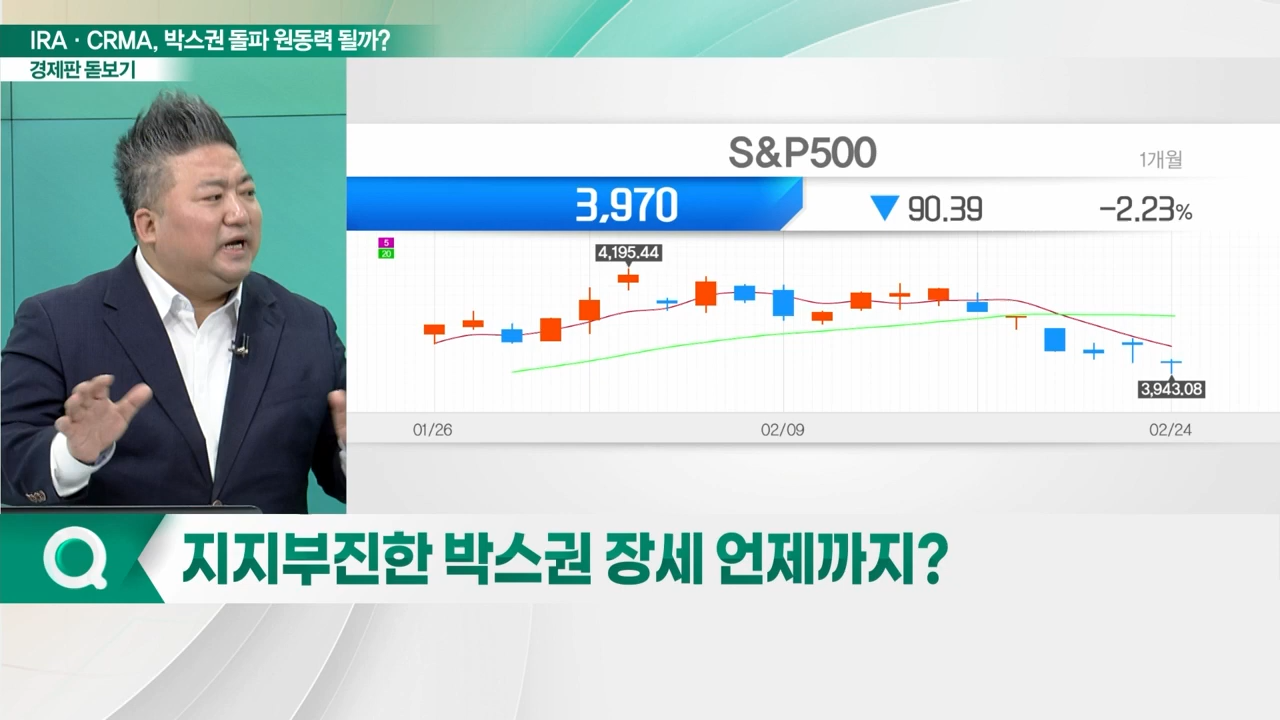 IRA · CRMA, 박스권 돌파 원동력 될까?
경제판 돋보기
S&P500
1개월
3,970
▼ 90.39
-2.23%
5
20
4,195.44
3,943.08
01/26
02/09
02/24
지지부진한 박스권 장세 언제까지?